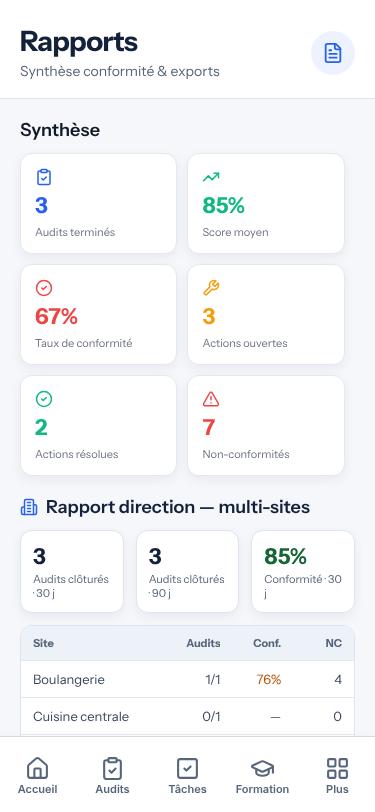 Rapports
Synthèse conformité & exports
Synthèse
3
Audits terminés
85%
Score moyen
67%
Taux de conformité
3
Actions ouvertes
2
Actions résolues
7
Non-conformités
Rapport direction — multi-sites
3
Audits clôturés
· 30 j
3
Audits clôturés
· 90 j
85%
Conformité · 30
j
Site Audits Conf. NC
Boulangerie 1/1 76% 4
Cuisine centrale 0/1 — 0
Accueil Audits Tâches Formation Plus